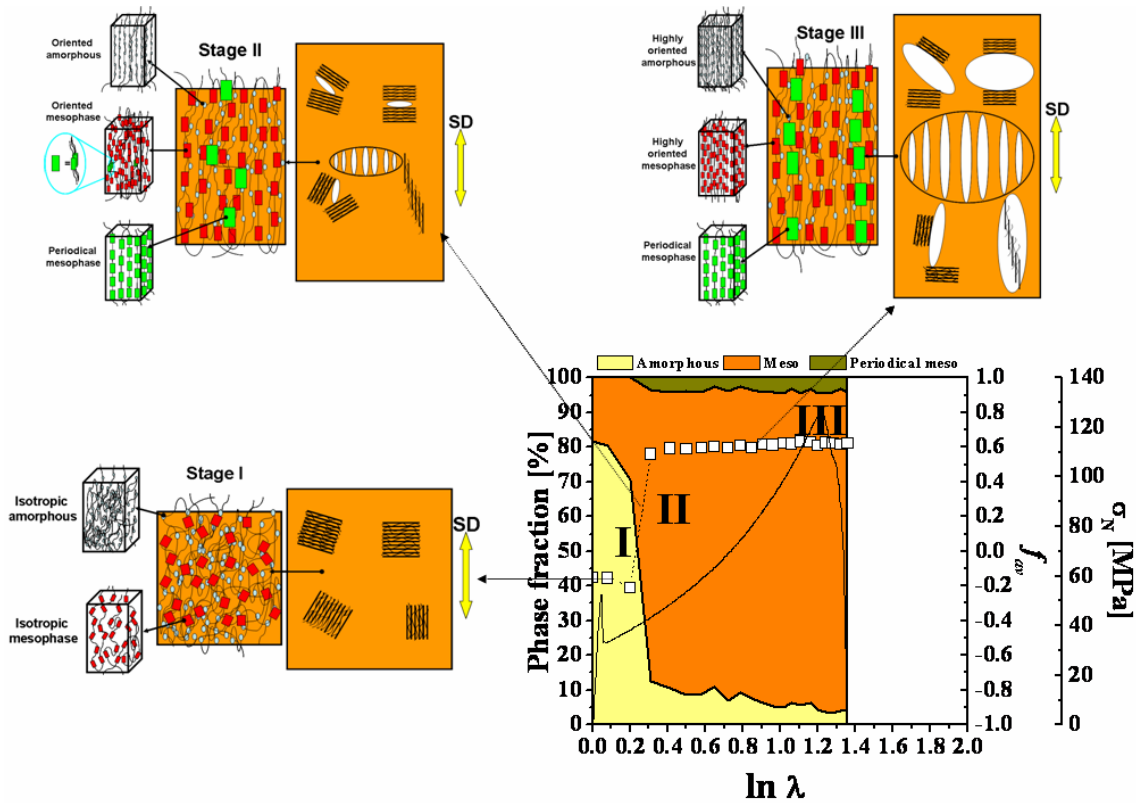 Oriented
amorphous
Stage II
Oriented
mesophase
=
SD
Periodical
mesophase
Highly
oriented
amorphous
Stage III
SD
Highly
oriented
mesophase
Periodical
mesophase
Stage I
Isotropic
amorphous
SD
Isotropic
mesophase
Amorphous Meso Periodical meso
100
90
80
70
60
50
40
30
20
10
0
Phase fraction [%]
I
II
III
1.0
0.8
0.6
0.4
0.2
0.0
-0.2
-0.4
-0.6
-0.8
-1.0
f av
140
120
100
80
60
40
20
0
σN [MPa]
0.0 0.2 0.4 0.6 0.8 1.0 1.2 1.4 1.6 1.8 2.0
ln λ